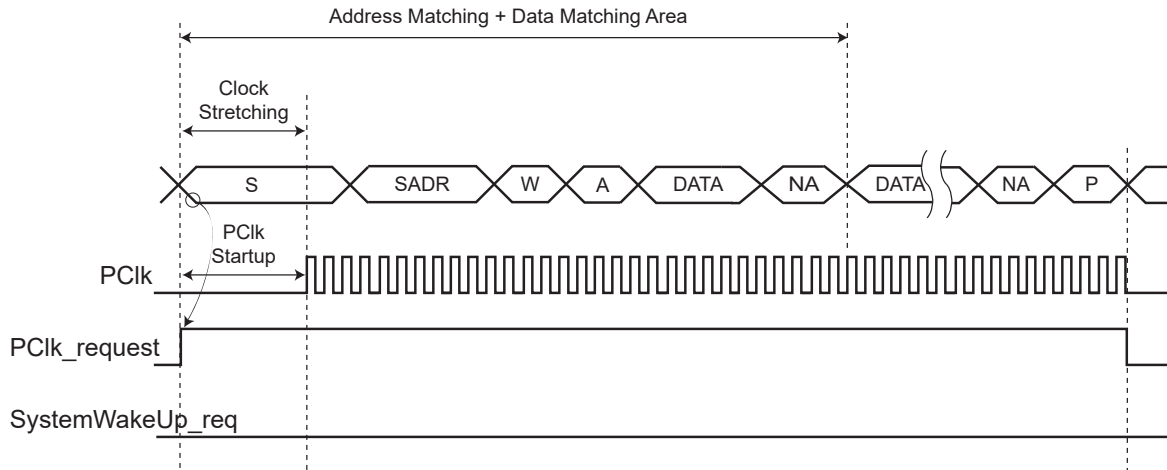 Address Matching + Data Matching Area
Clock
Stretching
S
SADR
W
A
DATA
NA
DATA
NA
P
PClk
Startup
PClk
PClk_request
SystemWakeUp_req